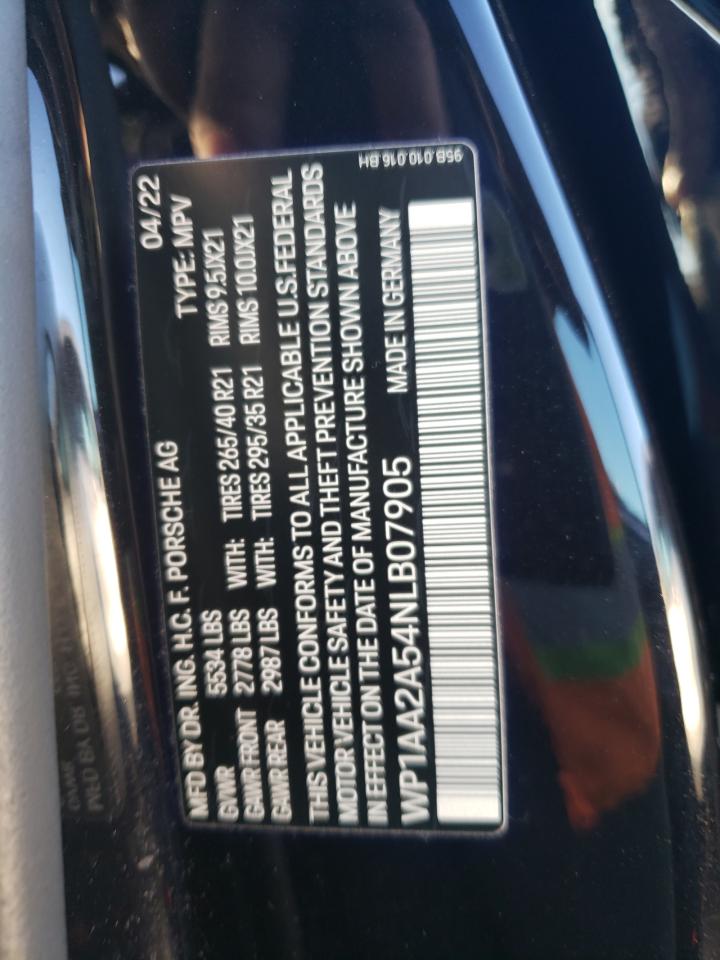 04/22
MFD BY DR. ING. H.C. F. PORSCHE AG TYPE: MPV
GVWR 5534 LBS
GAWR FRONT 2778 LBS WITH: TIRES 265/40 R21 RIMS 9.5JX21
GAWR REAR 2987 LBS WITH: TIRES 295/35 R21 RIMS 10.0JX21
THIS VEHICLE CONFORMS TO ALL APPLICABLE U.S. FEDERAL
MOTOR VEHICLE SAFETY AND THEFT PREVENTION STANDARDS
IN EFFECT ON THE DATE OF MANUFACTURE SHOWN ABOVE
WP1AA2A54NLB07905 MADE IN GERMANY
95B.010.016.BH